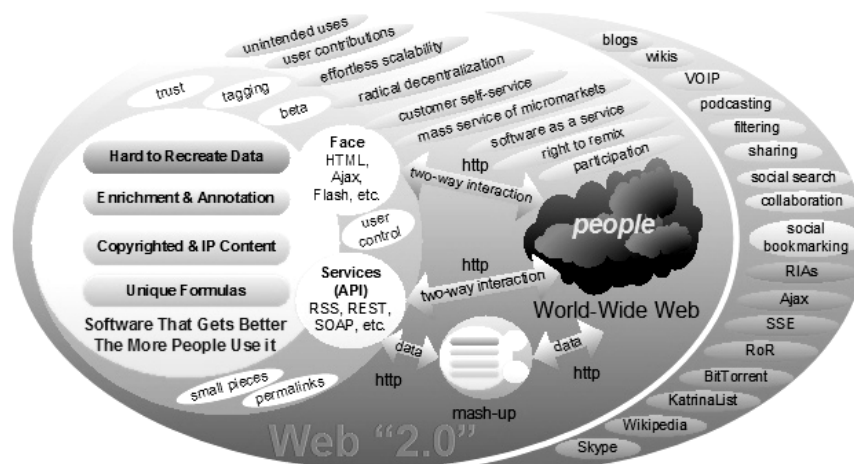 unintended uses
user contributions
effortless scalability
radical decentralization
customer self-service
mass service of micromarkets
software as a service
right to remix
participation
trust
tagging
beta
Hard to Recreate Data
Enrichment & Annotation
Copyrighted & IP Content
Unique Formulas
Software That Gets Better
The More People Use it
Face
HTML,
Ajax,
Flash, etc.
user
control
Services
(API)
RSS, REST,
SOAP, etc.
http
two-way interaction
http
two-way interaction
people
World-Wide Web
data
http
mash-up
data
http
small pieces
permalinks
Web “2.0”
blogs
wikis
VOIP
podcasting
filtering
sharing
social search
collaboration
social
bookmarking
RIAs
Ajax
SSE
RoR
BitTorrent
KatrinaList
Wikipedia
Skype